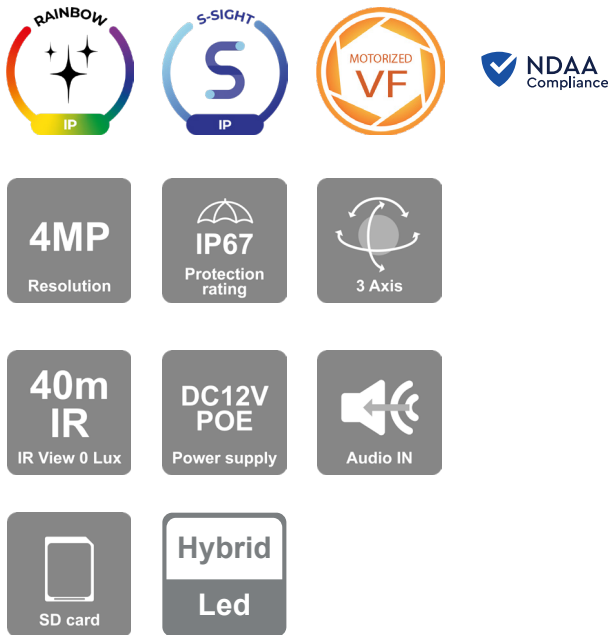 RAINBOW
IP
S-SIGHT
S
IP
MOTORIZED
VF
NDAA
Compliance
4MP
Resolution
IP67
Protection
rating
3 Axis
40m
IR
IR View 0 Lux
DC12V
POE
Power supply
Audio IN
SD card
Hybrid
Led